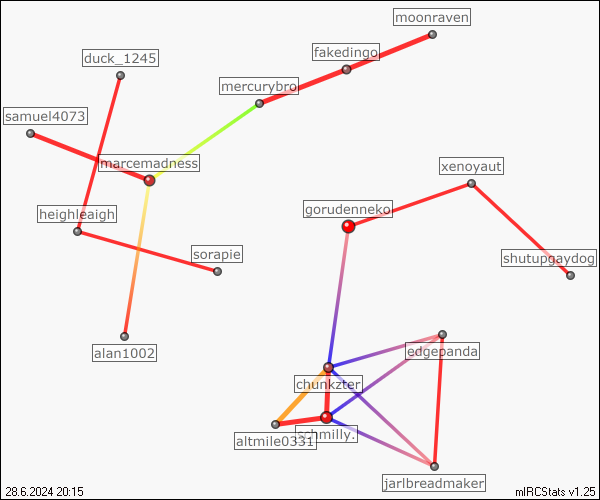 moonraven
fakedingo
duck_1245
mercurybro
samuel4073
marcemadness
xenoyaut
gorudenneko
heighleaigh
sorapie
shutupgaydog
alan1002
edgepanda
chunkzter
schmilly.
altmile0331
jarlbreadmaker
28.6.2024 20:15
mIRCStats v1.25